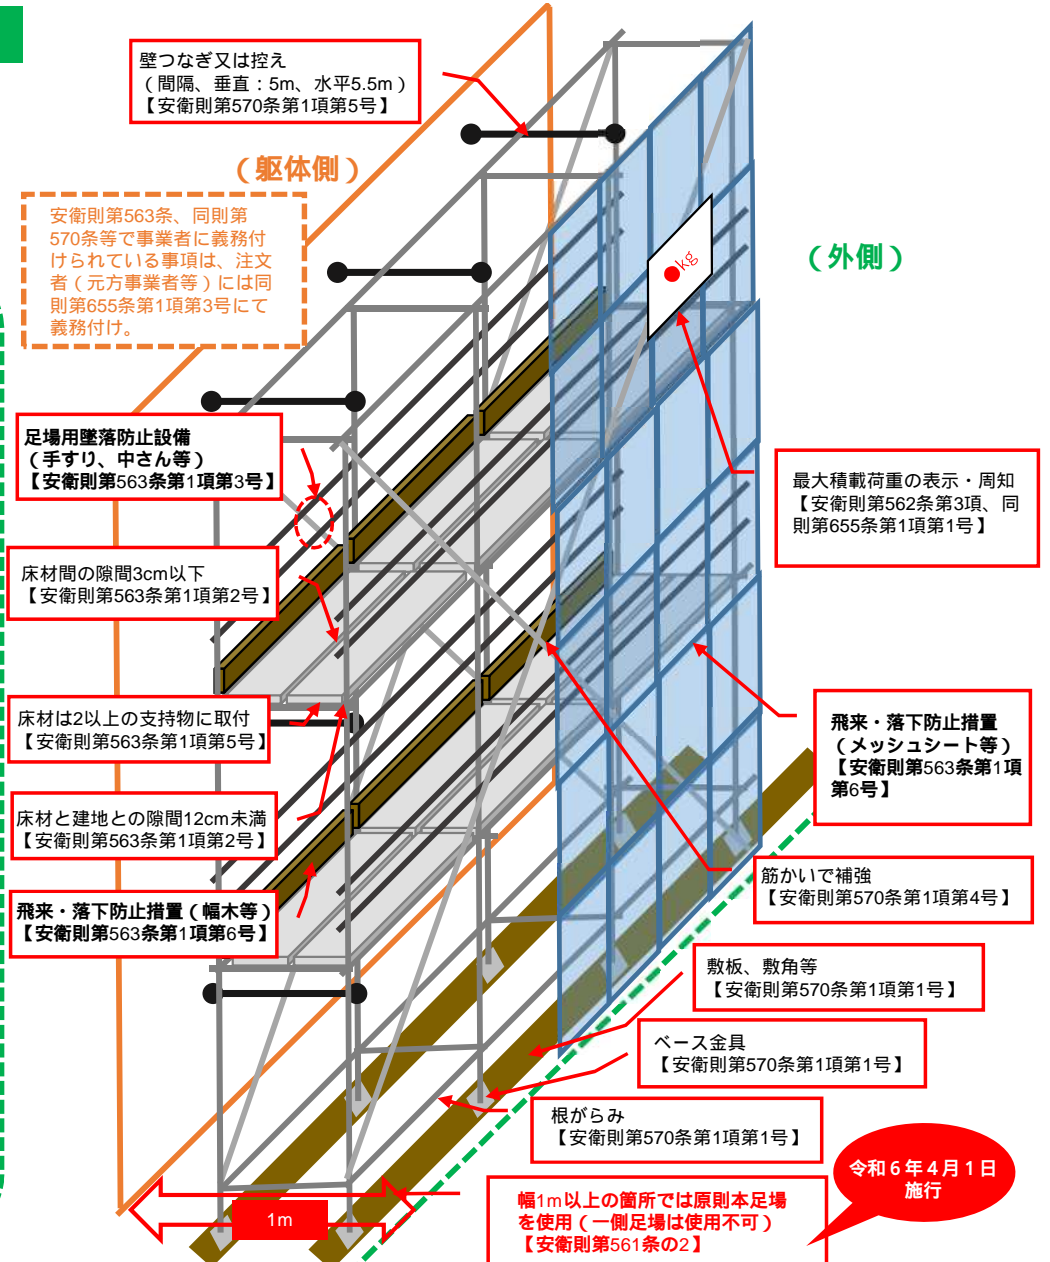 壁つなぎ又は控え
（間隔、垂直：5m、水平5.5m）
【安衛則第570条第1項第5号】
（躯体側）
安衛則第563条、同則第
570条等で事業者に義務付
けられている事項は、注文
者（元方事業者等）には同
則第655条第1項第3号にて
義務付け。
（外側）
●kg
足場用墜落防止設備
（手すり、中さん等）
【安衛則第563条第1項第3号】
最大積載荷重の表示・周知
【安衛則第562条第3項、同
則第655条第1項第1号】
床材間の隙間3cm以下
【安衛則第563条第1項第2号】
床材は2以上の支持物に取付
【安衛則第563条第1項第5号】
飛来・落下防止措置
（メッシュシート等）
【安衛則第563条第1項
第6号】
床材と建地との隙間12cm未満
【安衛則第563条第1項第2号】
筋かいで補強
【安衛則第570条第1項第4号】
飛来・落下防止措置（幅木等）
【安衛則第563条第1項第6号】
敷板、敷角等
【安衛則第570条第1項第1号】
ベース金具
【安衛則第570条第1項第1号】
根がらみ
【安衛則第570条第1項第1号】
令和６年４月１日
施行
1m
幅1m以上の箇所では原則本足場
を使用（一側足場は使用不可）
【安衛則第561条の2】